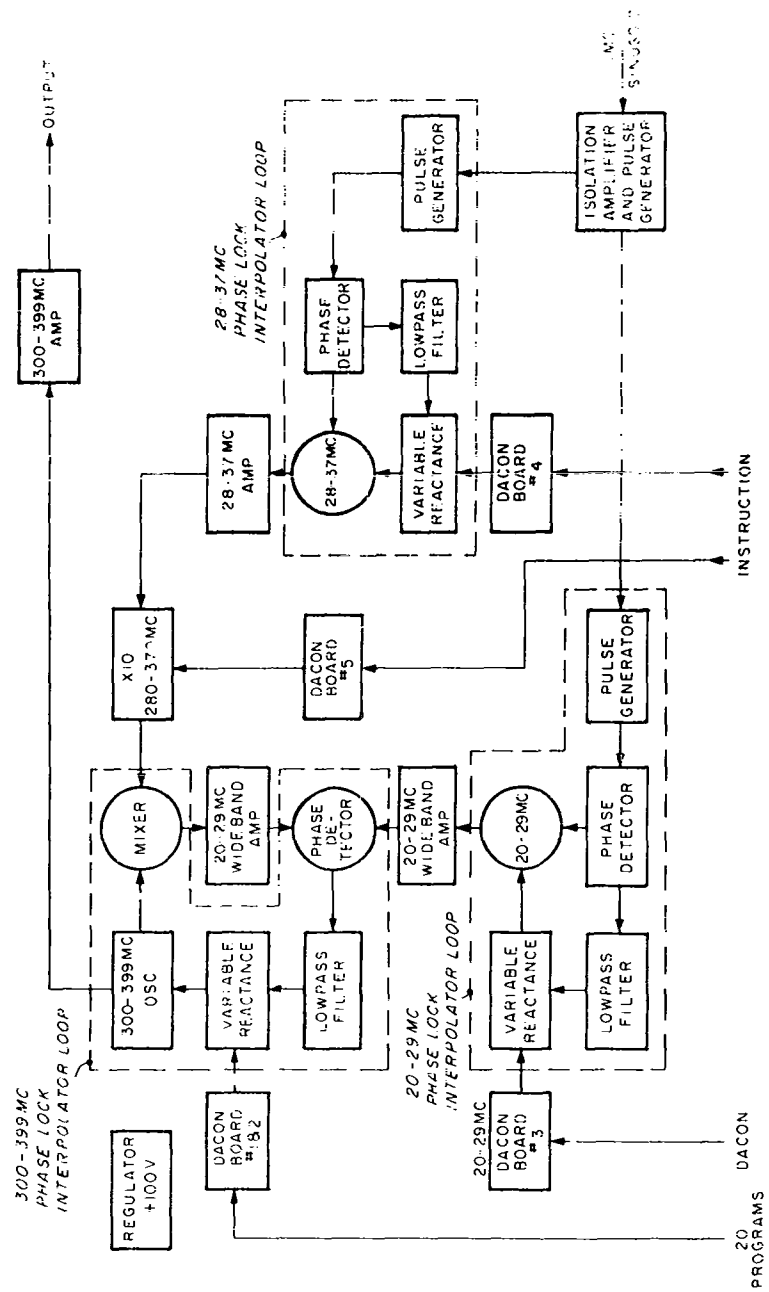 300-399MC
PHASE LOCK
INTERPOLATOR LOOP
300-399MC
AMP
OUTPUT
REGULATOR
+100V
300-399MC
OSC
MIXER
X10
280-370MC
28-37MC
AMP
28-37MC
PHASE LOCK
INTERPOLATOR LOOP
DACON
BOARD
#1&2
VARIABLE
REACTANCE
20-29MC
WIDEBAND
AMP
LOWPASS
FILTER
PHASE
DE-
TECTOR
DACON
BOARD
#5
28-37MC
PHASE
DETECTOR
PULSE
GENERATOR
VARIABLE
REACTANCE
LOWPASS
FILTER
20-29MC
PHASE LOCK
INTERPOLATOR LOOP
20-29MC
WIDEBAND
AMP
DACON
BOARD
#4
20-29MC
DACON
BOARD
#3
VARIABLE
REACTANCE
20-29MC
LOWPASS
FILTER
PHASE
DETECTOR
PULSE
GENERATOR
ISOLATION
AMPLIFIER
AND PULSE
GENERATOR
MC
20
PROGRAMS
DACON
INSTRUCTION